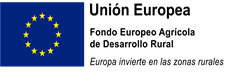 Unión Europea
Fondo Europeo Agrícola
de Desarrollo Rural
Europa invierte en las zonas rurales